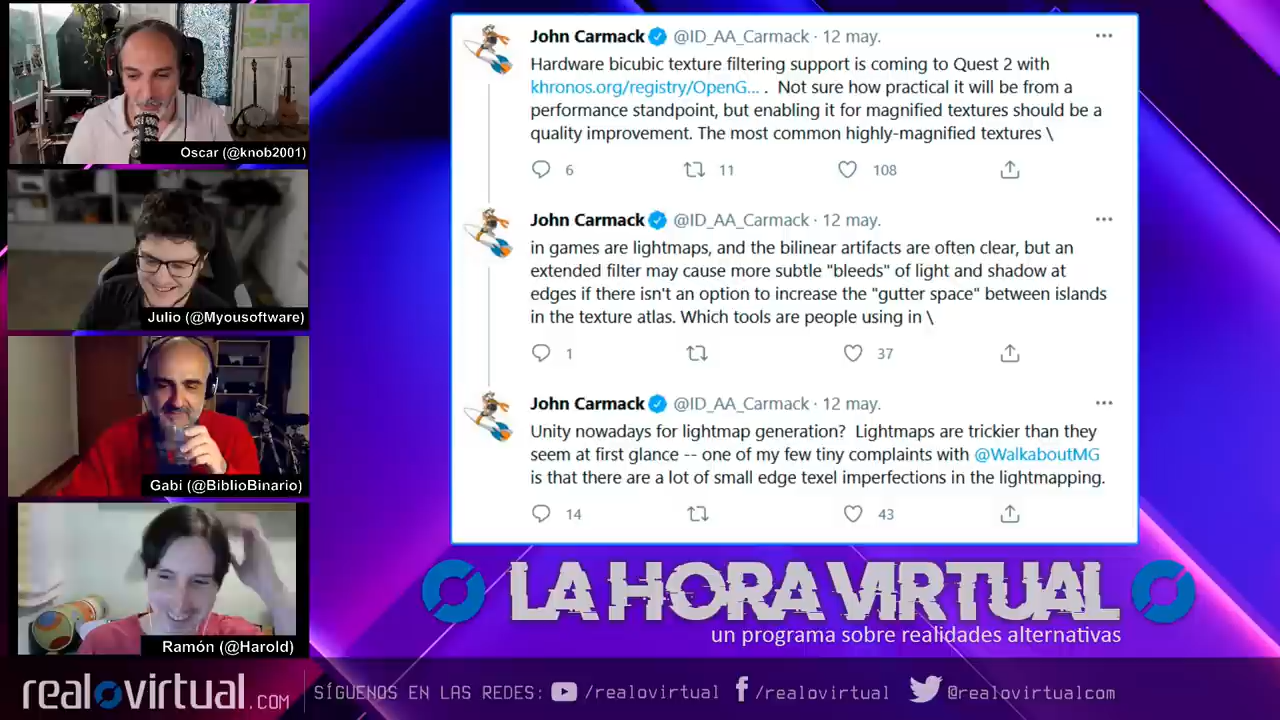 Oscar (@knob2001)
Julio (@Myousoftware)
Gabi (@BiblioBinario)
Ramón (@Harold)
John Carmack @ID_AA_Carmack · 12 may.
Hardware bicubic texture filtering support is coming to Quest 2 with
khronos.org/registry/OpenG... . Not sure how practical it will be from a
performance standpoint, but enabling it for magnified textures should be a
quality improvement. The most common highly-magnified textures \
6 11 108
John Carmack @ID_AA_Carmack · 12 may.
in games are lightmaps, and the bilinear artifacts are often clear, but an
extended filter may cause more subtle "bleeds" of light and shadow at
edges if there isn't an option to increase the "gutter space" between islands
in the texture atlas. Which tools are people using in \
1 37
John Carmack @ID_AA_Carmack · 12 may.
Unity nowadays for lightmap generation? Lightmaps are trickier than they
seem at first glance -- one of my few tiny complaints with @WalkaboutMG
is that there are a lot of small edge texel imperfections in the lightmapping.
14 43
LA HORA VIRTUAL
un programa sobre realidades alternativas
realovirtual.com SÍGUENOS EN LAS REDES: /realovirtual /realovirtual @realovirtualcom